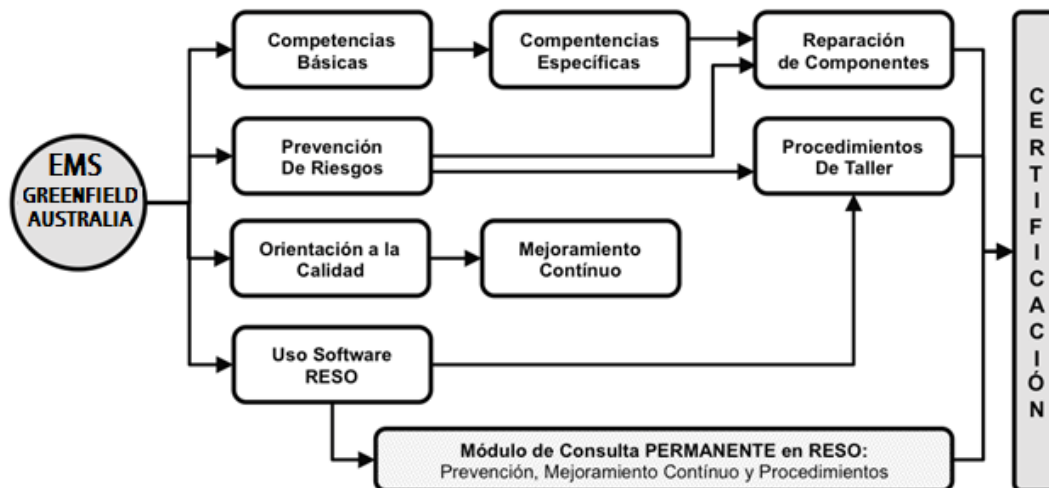 EMS
GREENFIELD
AUSTRALIA
Competencias
Básicas
Compentencias
Específicas
Reparación
de Componentes
Prevención
De Riesgos
Procedimientos
De Taller
Orientación a la
Calidad
Mejoramiento
Contínuo
Uso Software
RESO
Módulo de Consulta PERMANENTE en RESO:
Prevención, Mejoramiento Contínuo y Procedimientos
CERTIFICACIÓN